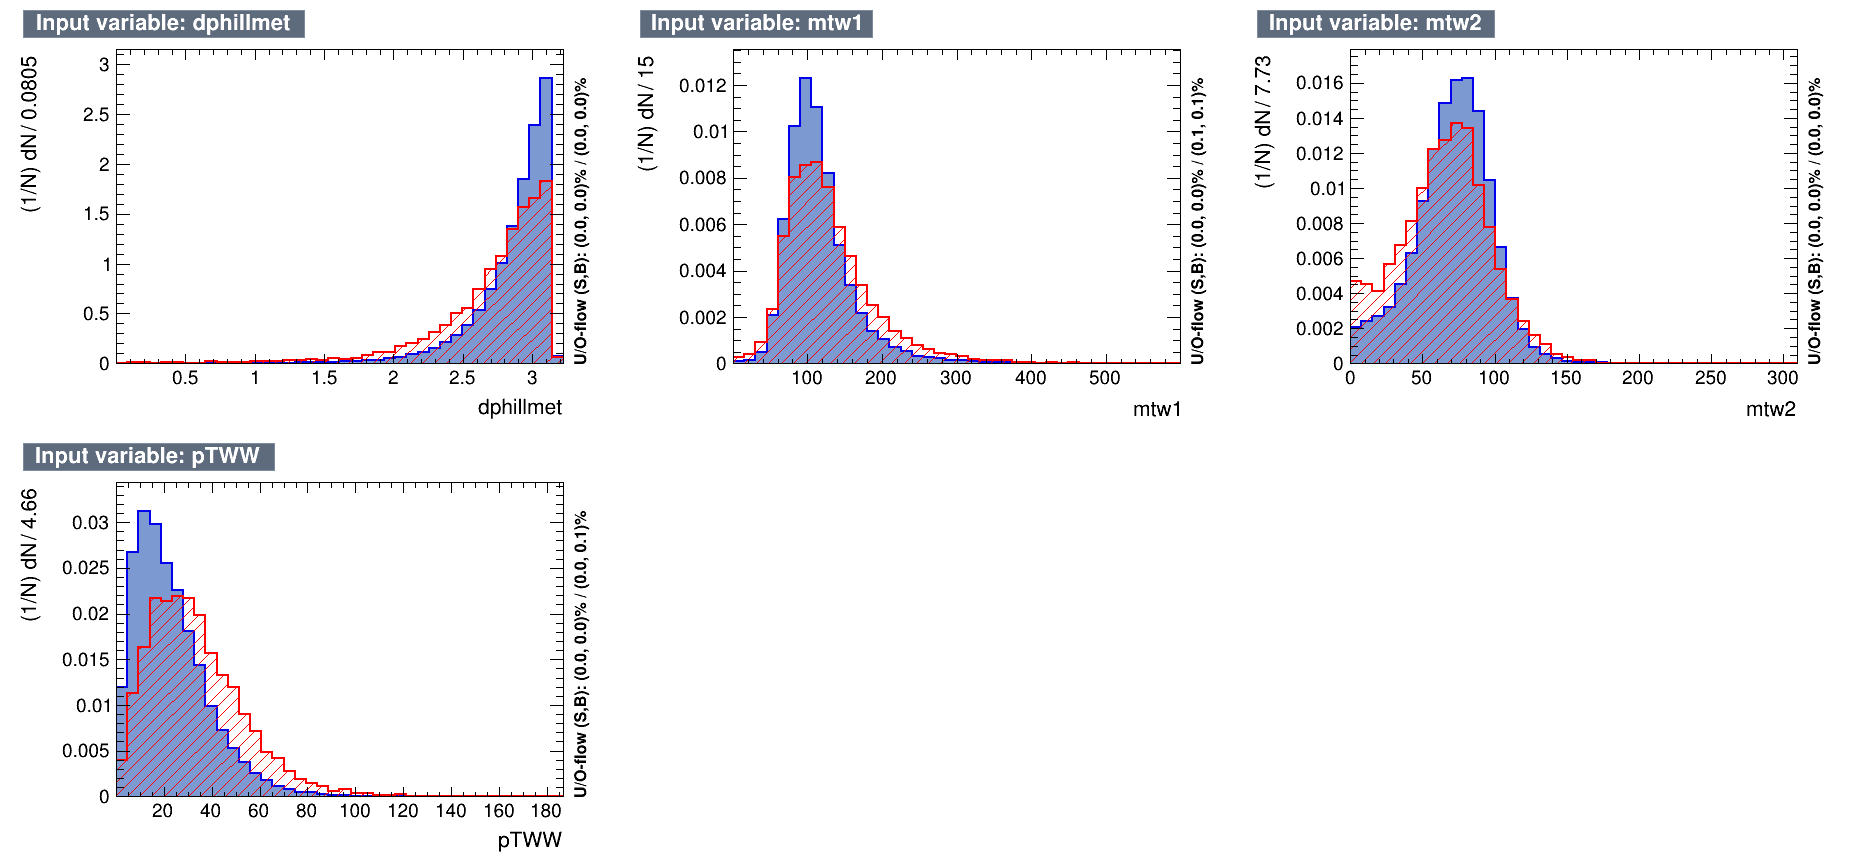 Input variable: dphillmet
(1/N) dN / 0.0805
3
2.5
2
1.5
1
0.5
0
0.5 1 1.5 2 2.5 3
dphillmet
U/O-flow (S,B): (0.0, 0.0)% / (0.0, 0.0)%
Input variable: mtw1
(1/N) dN / 15
0.012
0.01
0.008
0.006
0.004
0.002
0
100 200 300 400 500
mtw1
U/O-flow (S,B): (0.0, 0.0)% / (0.1, 0.1)%
Input variable: mtw2
(1/N) dN / 7.73
0.016
0.014
0.012
0.01
0.008
0.006
0.004
0.002
0
0 50 100 150 200 250 300
mtw2
U/O-flow (S,B): (0.0, 0.0)% / (0.0, 0.0)%
Input variable: pTWW
(1/N) dN / 4.66
0.03
0.025
0.02
0.015
0.01
0.005
0
20 40 60 80 100 120 140 160 180
pTWW
U/O-flow (S,B): (0.0, 0.0)% / (0.0, 0.1)%